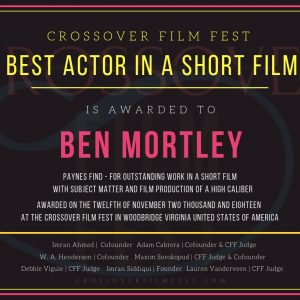 CROSSOVER FILM FEST
BEST ACTOR IN A SHORT FILM
IS AWARDED TO
BEN MORTLEY
PAYNES FIND - FOR OUTSTANDING WORK IN A SHORT FILM
WITH SUBJECT MATTER AND FILM PRODUCTION OF A HIGH CALIBER
AWARDED ON THE TWELFTH OF NOVEMBER TWO THOUSAND AND EIGHTEEN
AT THE CROSSOVER FILM FEST IN WOODBRIDGE VIRGINIA UNITED STATES OF AMERICA
Imran Ahmed | Cofounder Adam Cabrera | Cofounder & CFF Judge
W. A. Henderson | Cofounder Maxim Sorokopud | CFF Judge & Cofounder
Debbie Viguie | CFF Judge Imran Siddiqui | Founder Lauren Vanderveen | CFF Judge
CROSSOVERFILMFEST.COM